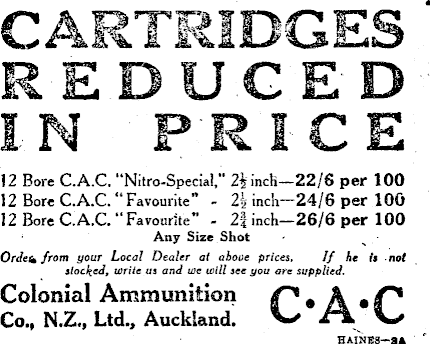 CARTRIDGES
REDUCED
IN PRICE
12 Bore C.A.C. "Nitro-Special," 2½ inch—22/6 per 100
12 Bore C.A.C. "Favourite" - 2½ inch—24/6 per 100
12 Bore C.A.C. "Favourite" - 2¾ inch—26/6 per 100
Any Size Shot
Order from your Local Dealer at above prices. If he is not
stocked, write us and we will see you are supplied.
Colonial Ammunition
Co., N.Z., Ltd., Auckland.
C·A·C
HAINES—3A